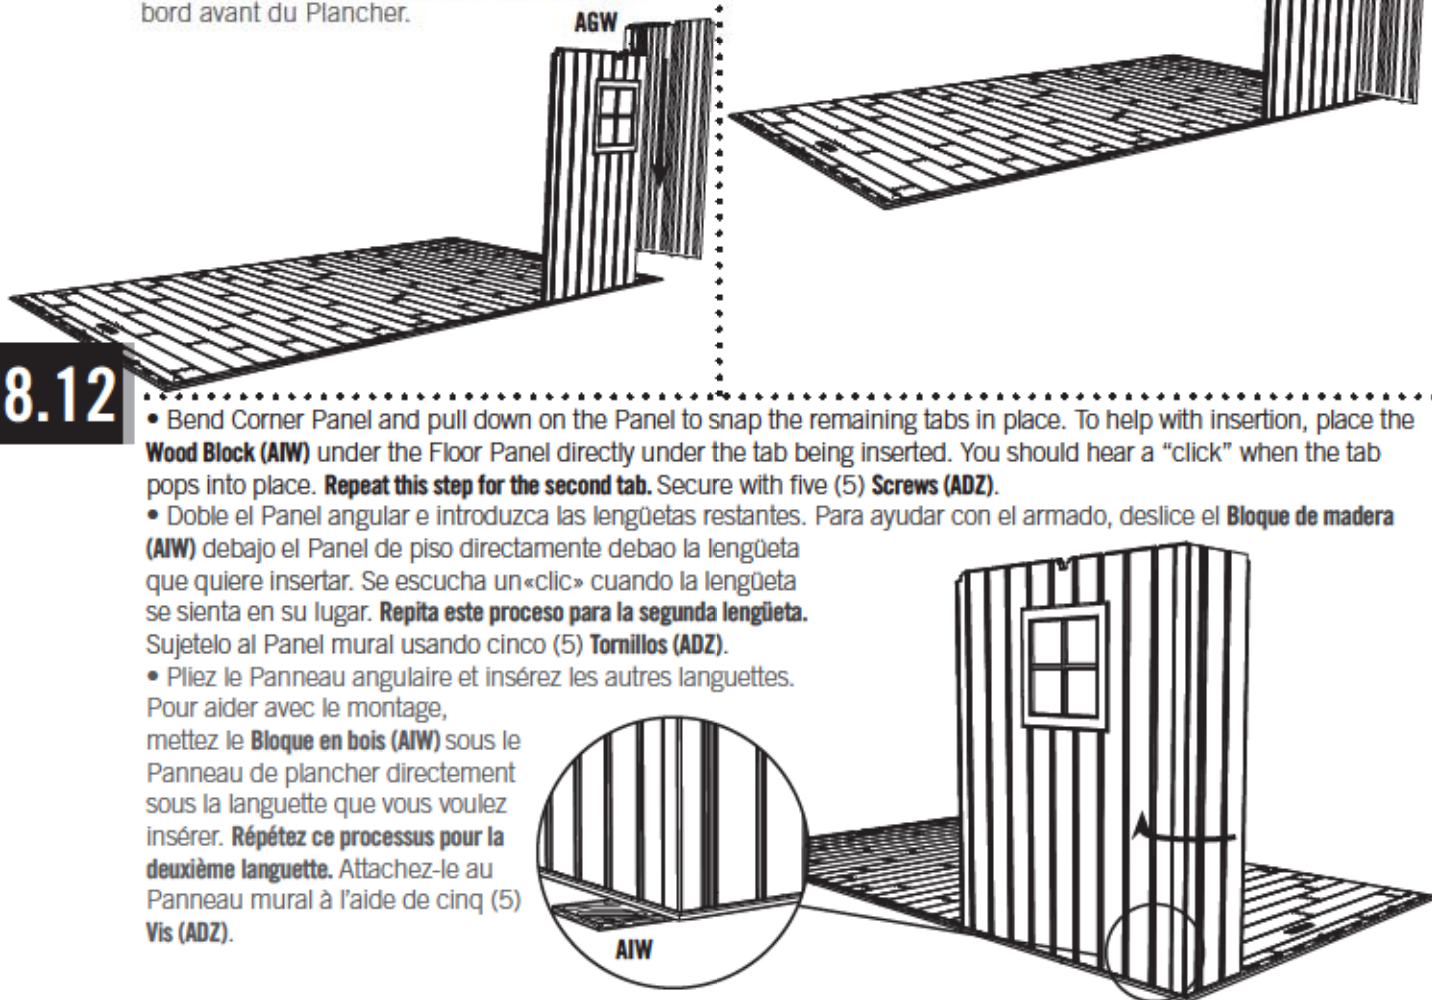 bord avant du Plancher.
AGW
8.12
• Bend Corner Panel and pull down on the Panel to snap the remaining tabs in place. To help with insertion, place the
Wood Block (AIW) under the Floor Panel directly under the tab being inserted. You should hear a “click” when the tab
pops into place. Repeat this step for the second tab. Secure with five (5) Screws (ADZ).
• Doble el Panel angular e introduzca las lengüetas restantes. Para ayudar con el armado, deslice el Bloque de madera
(AIW) debajo el Panel de piso directamente debao la lengüeta
que quiere insertar. Se escucha un«clic» cuando la lengüeta
se sienta en su lugar. Repita este proceso para la segunda lengüeta.
Sujetelo al Panel mural usando cinco (5) Tornillos (ADZ).
• Pliez le Panneau angulaire et insérez les autres languettes.
Pour aider avec le montage,
mettez le Bloque en bois (AIW) sous le
Panneau de plancher directement
sous la languette que vous voulez
insérer. Répétez ce processus pour la
deuxième languette. Attachez-le au
Panneau mural à l’aide de cinq (5)
Vis (ADZ).
AIW